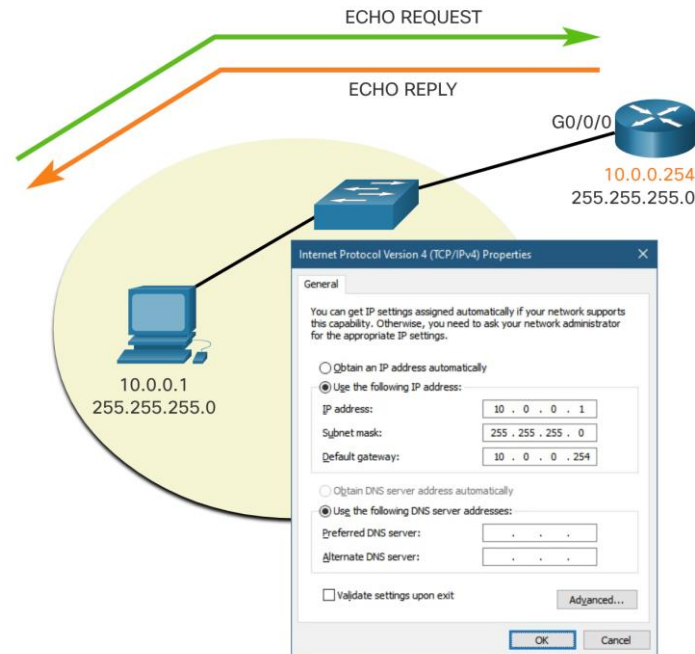 ECHO REQUEST
ECHO REPLY
G0/0/0
10.0.0.254
255.255.255.0
10.0.0.1
255.255.255.0
Internet Protocol Version 4 (TCP/IPv4) Properties
General
You can get IP settings assigned automatically if your network supports
this capability. Otherwise, you need to ask your network administrator
for the appropriate IP settings.
Obtain an IP address automatically
Use the following IP address:
IP address: 10 . 0 . 0 . 1
Subnet mask: 255 . 255 . 255 . 0
Default gateway: 10 . 0 . 0 . 254
Obtain DNS server address automatically
Use the following DNS server addresses:
Preferred DNS server: . . .
Alternate DNS server: . . .
Validate settings upon exit
Advanced...
OK Cancel